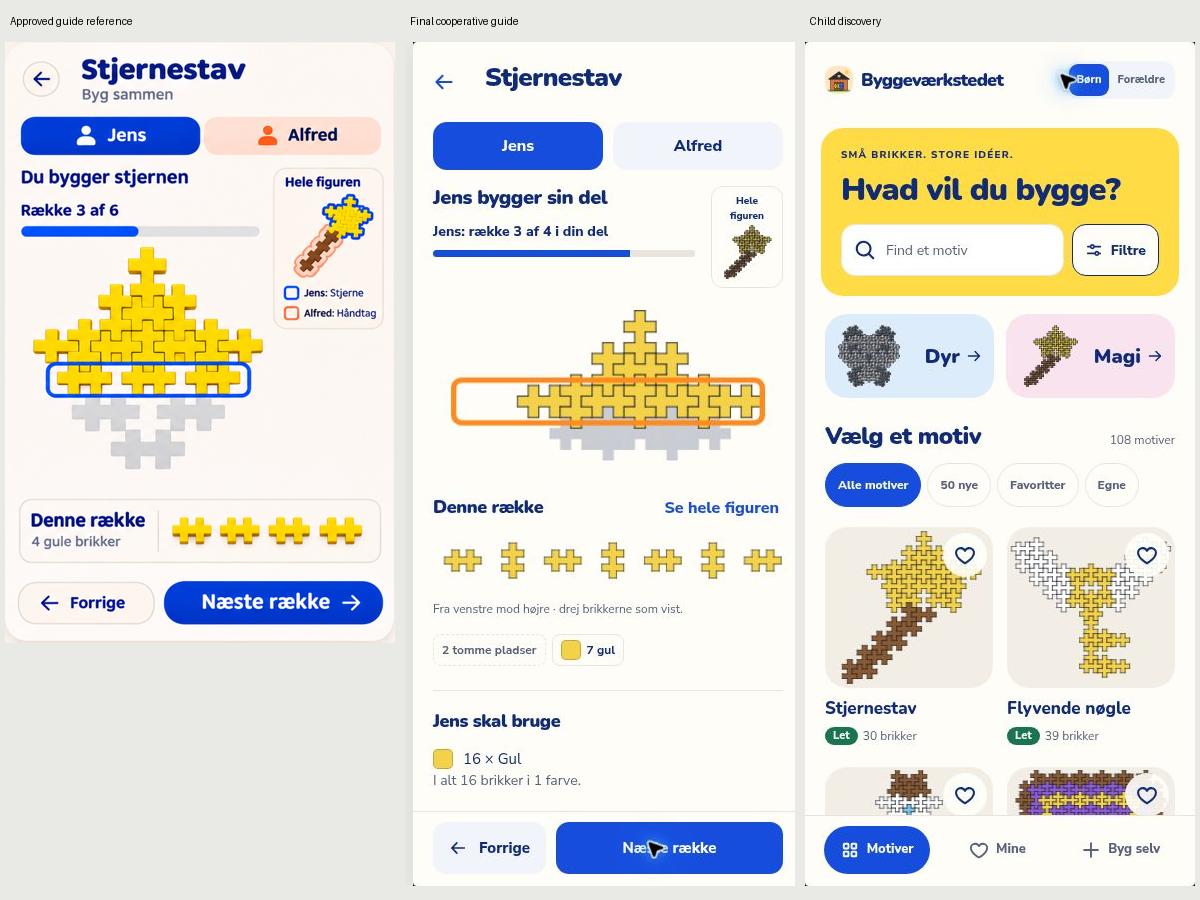 Approved guide reference
Stjernestav
Byg sammen
Jens
Alfred
Du bygger stjernen
Række 3 af 6
Hele figuren
Jens: Stjerne
Alfred: Håndtag
Denne række
4 gule brikker
Forrige
Næste række
Final cooperative guide
Stjernestav
Jens
Alfred
Jens bygger sin del
Jens: række 3 af 4 i din del
Hele
figuren
Denne række
Se hele figuren
Fra venstre mod højre · drej brikkerne som vist.
2 tomme pladser
7 gul
Jens skal bruge
16 × Gul
I alt 16 brikker i 1 farve.
Forrige
række
Child discovery
Byggeværkstedet
Børn
Forældre
SMÅ BRIKKER. STORE IDÉER.
Hvad vil du bygge?
Find et motiv
Filtre
Dyr
Magi
Vælg et motiv
108 motiver
Alle motiver
50 nye
Favoritter
Egne
Stjernestav
Let
30 brikker
Flyvende nøgle
Let
39 brikker
Motiver
Mine
Byg selv